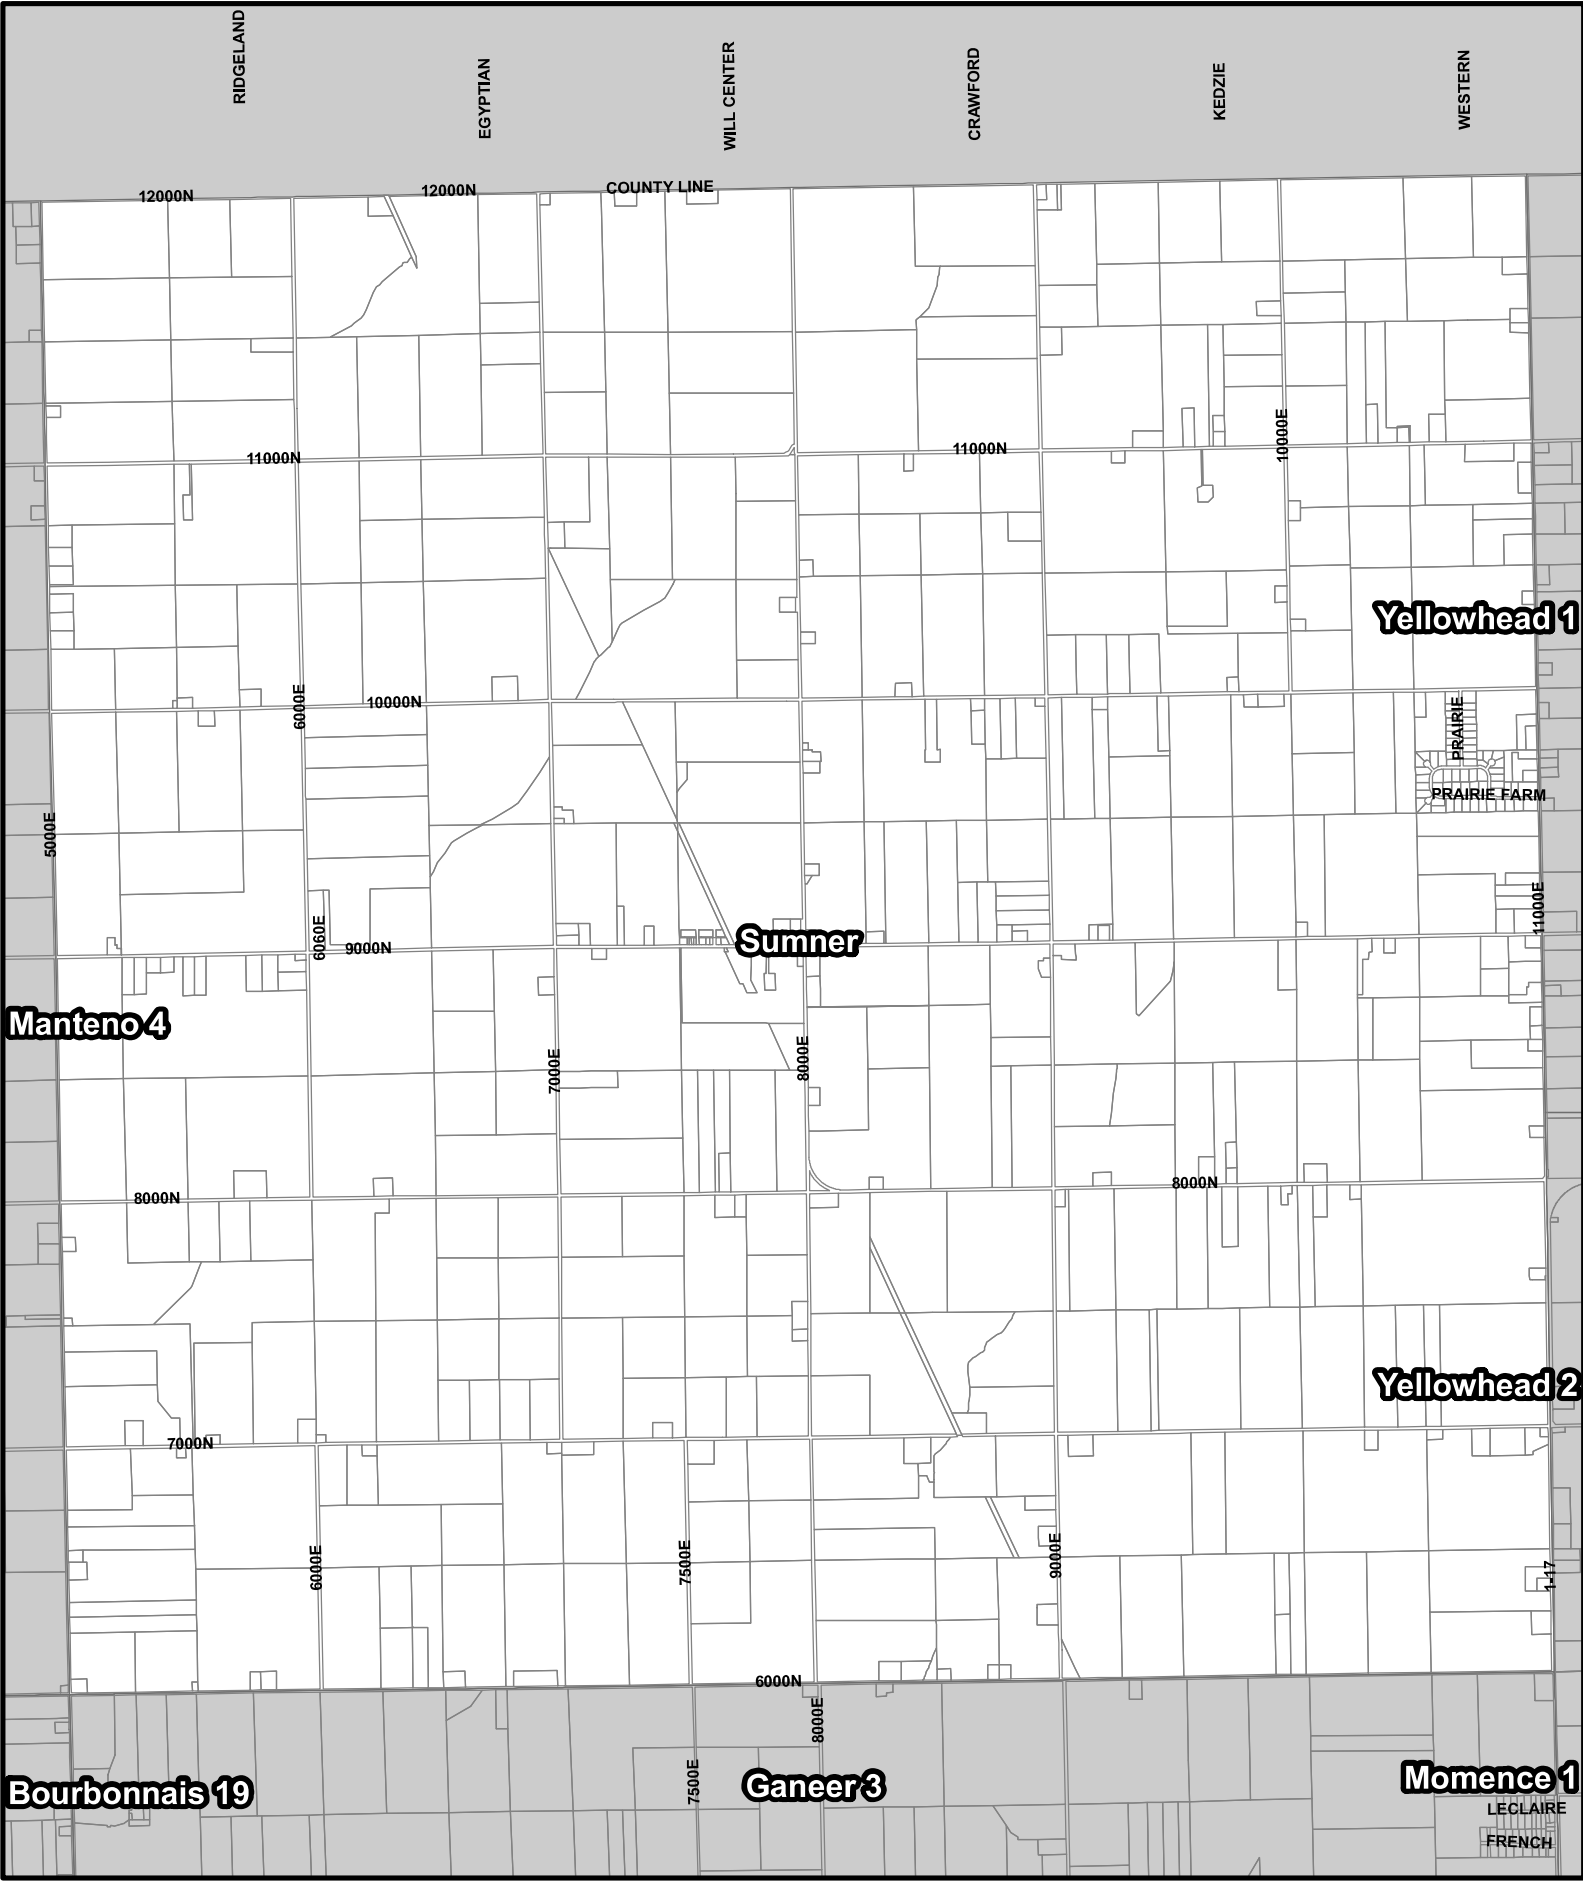 RIDGELAND
EGYPTIAN
WILL CENTER
CRAWFORD
KEDZIE
WESTERN
12000N
12000N
COUNTY LINE
11000N
11000N
10000E
Yellowhead 1
6000E
10000N
PRAIRIE
PRAIRIE FARM
5000E
11000E
6060E
9000N
Sumner
Manteno 4
7000E
8000E
8000N
8000N
Yellowhead 2
7000N
6000E
7500E
9000E
1-17
6000N
8000E
7500E
Bourbonnais 19
Ganeer 3
Momence 1
LECLAIRE
FRENCH